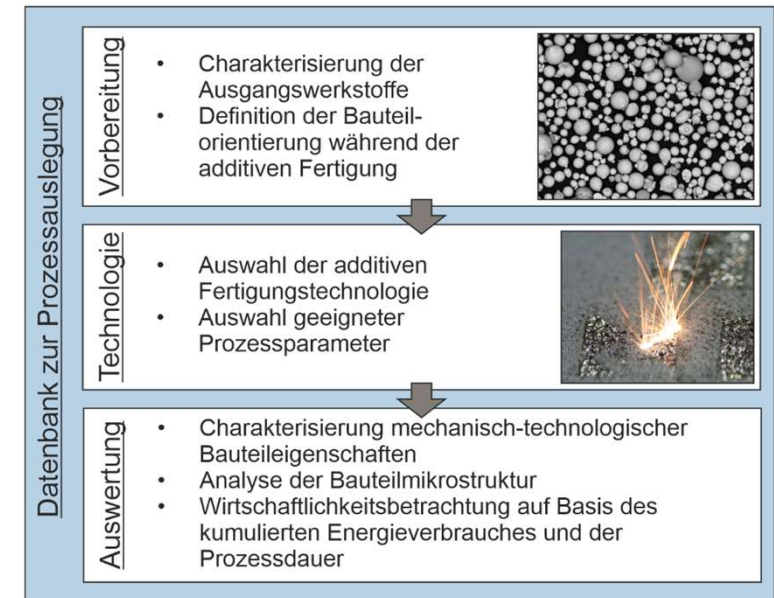 Datenbank zur Prozessauslegung
Vorbereitung
• Charakterisierung der
Ausgangswerkstoffe
• Definition der Bauteil-
orientierung während der
additiven Fertigung
Technologie
• Auswahl der additiven
Fertigungstechnologie
• Auswahl geeigneter
Prozessparameter
Auswertung
• Charakterisierung mechanisch-technologischer
Bauteileigenschaften
• Analyse der Bauteilmikrostruktur
• Wirtschaftlichkeitsbetrachtung auf Basis des
kumulierten Energieverbrauches und der
Prozessdauer